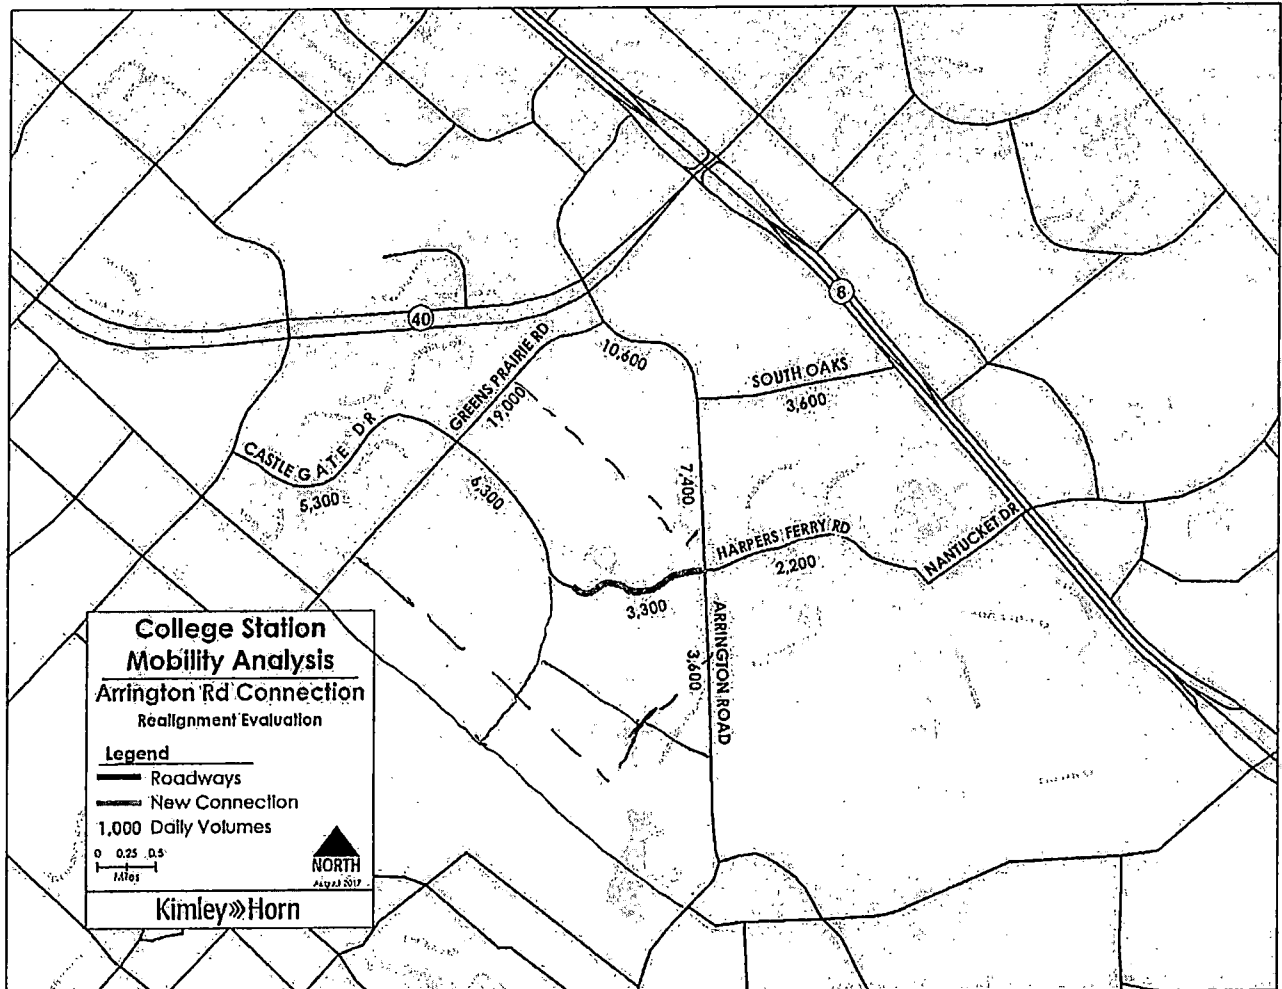 8
40
GREENS PRAIRIE RD
19,000
10,600
SOUTH OAKS
3,600
CASTLEGATE DR
5,300
6,300
7,400
HARPERS FERRY RD
2,200
NANTUCKET DR
3,300
ARRINGTON ROAD
3,600
College Station
Mobility Analysis
Arrington Rd Connection
Realignment Evaluation
Legend
Roadways
New Connection
1,000 Daily Volumes
0 0.25 0.5
Miles
NORTH
August 2017
Kimley»Horn